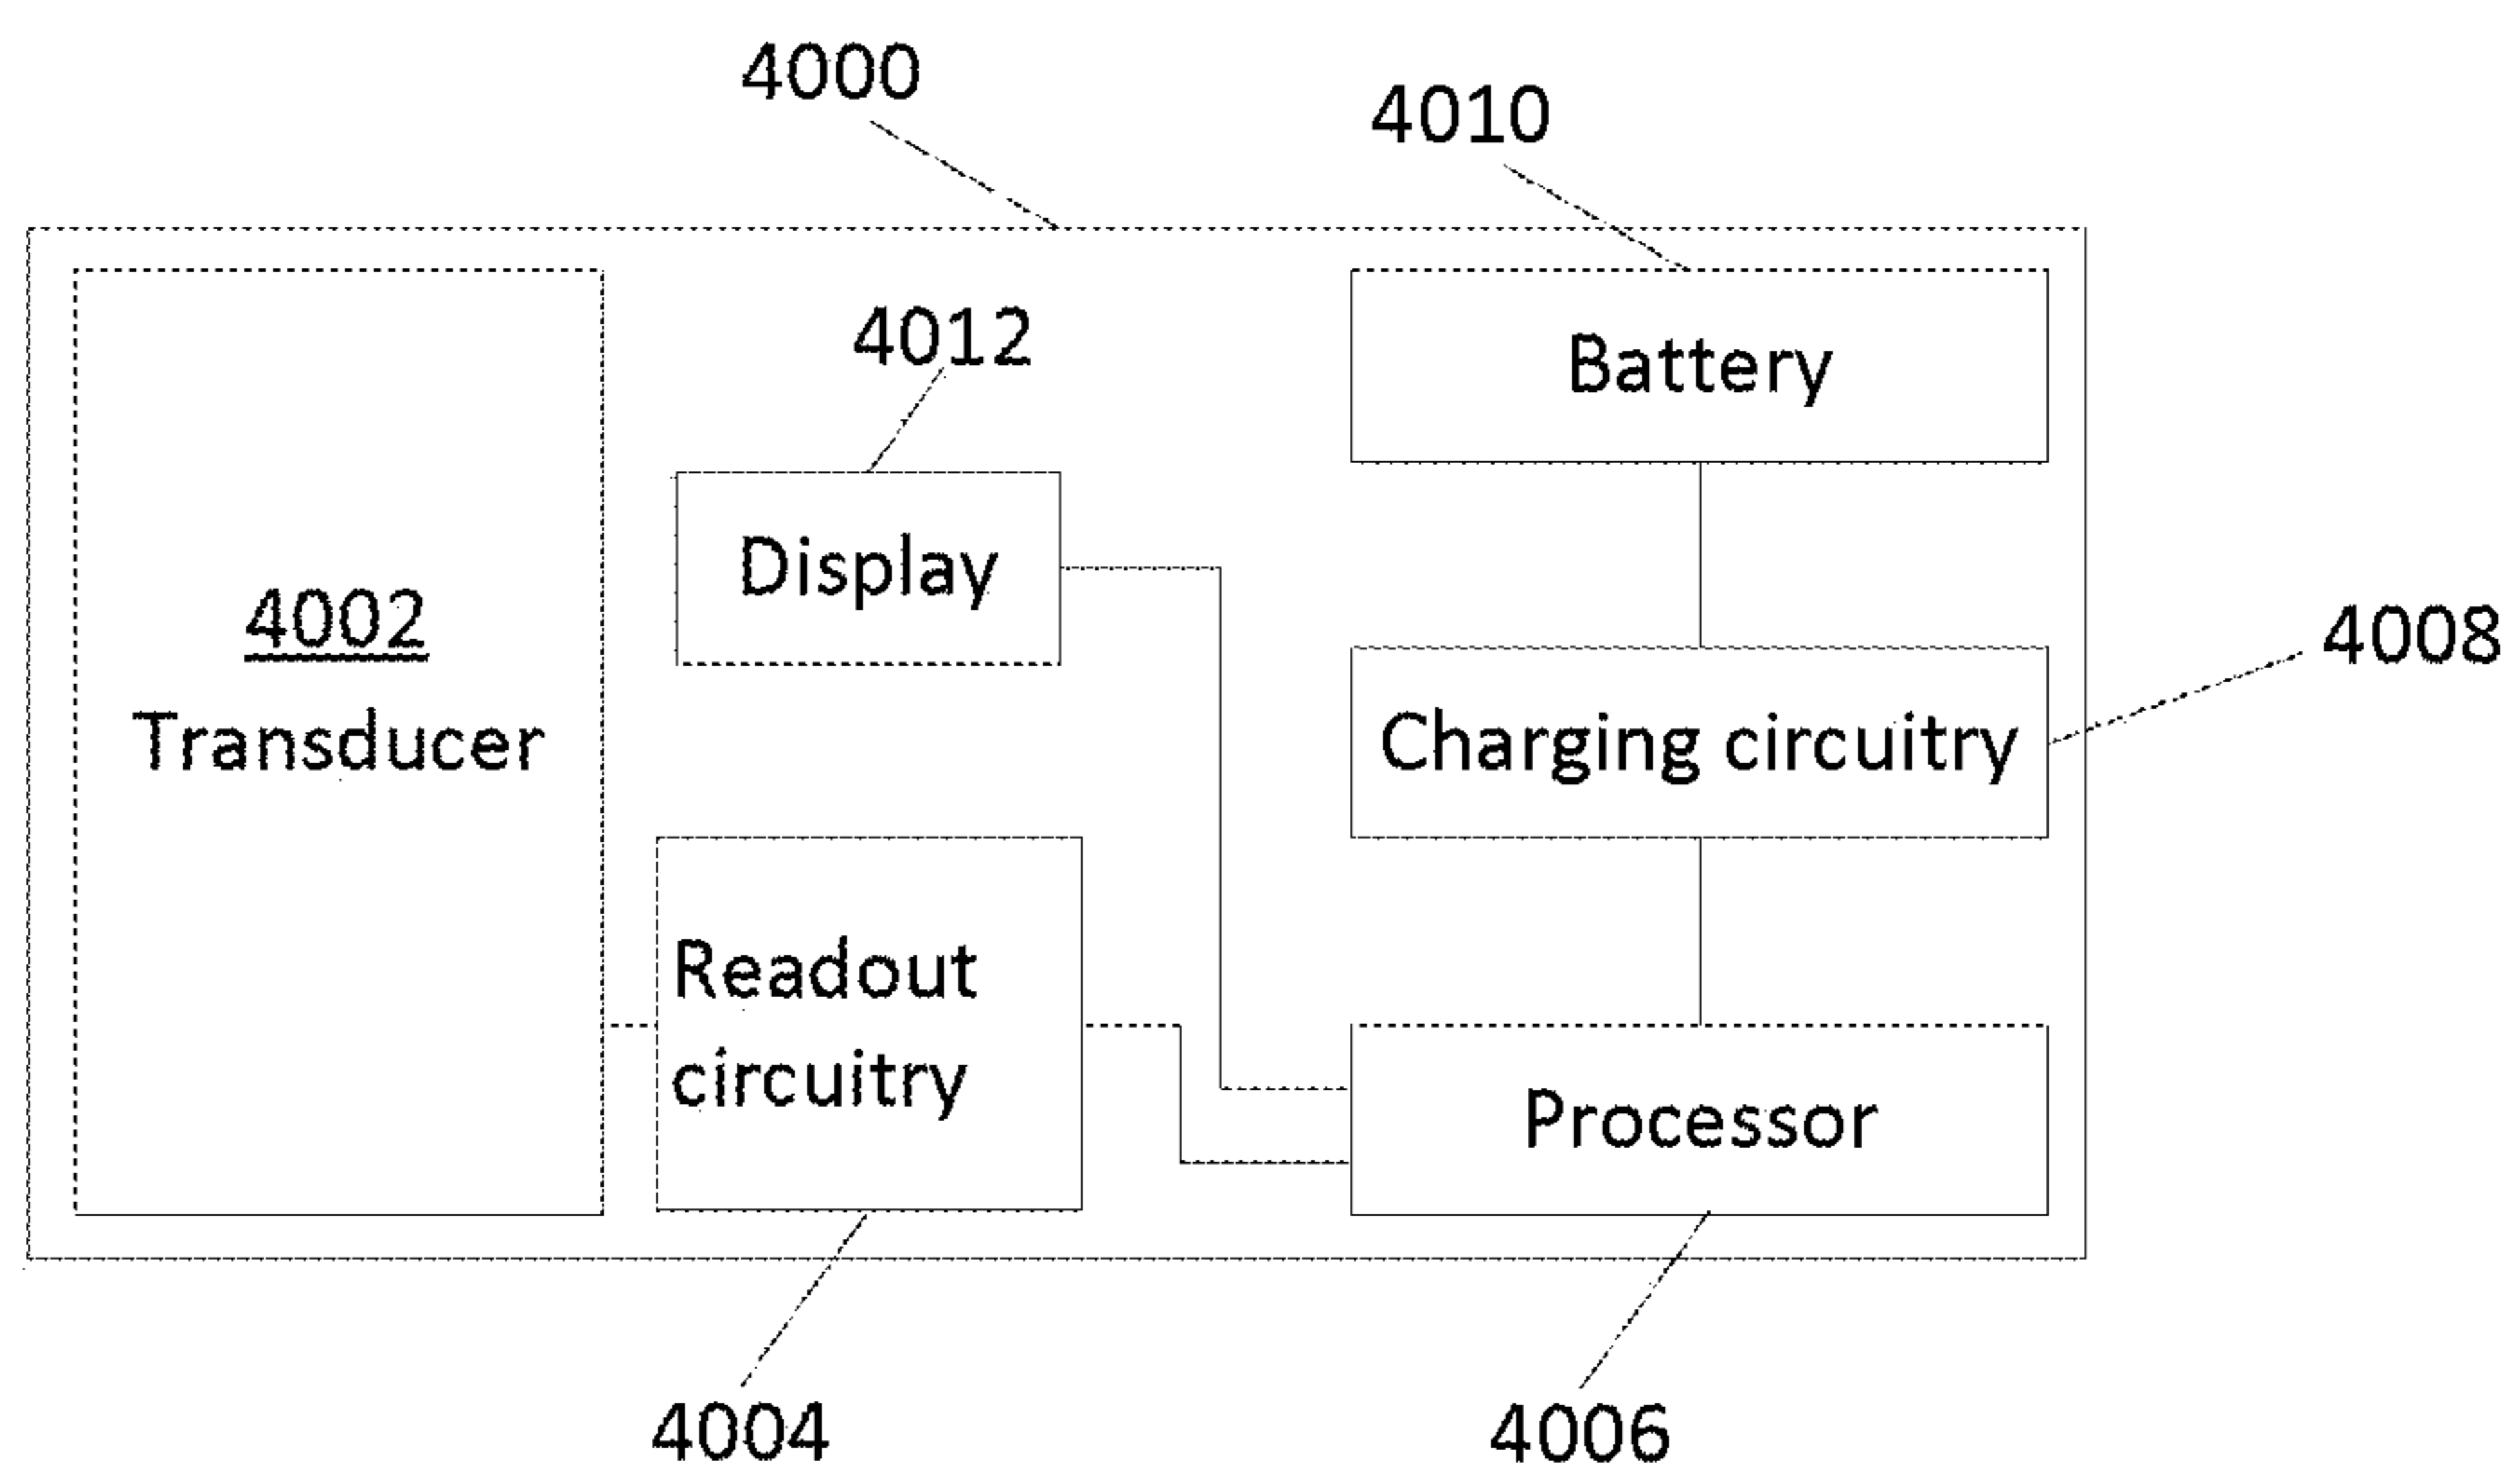 4000
4010
4012
Battery
Display
4002
Transducer
4008
Charging circuitry
Readout
circuitry
Processor
4004
4006